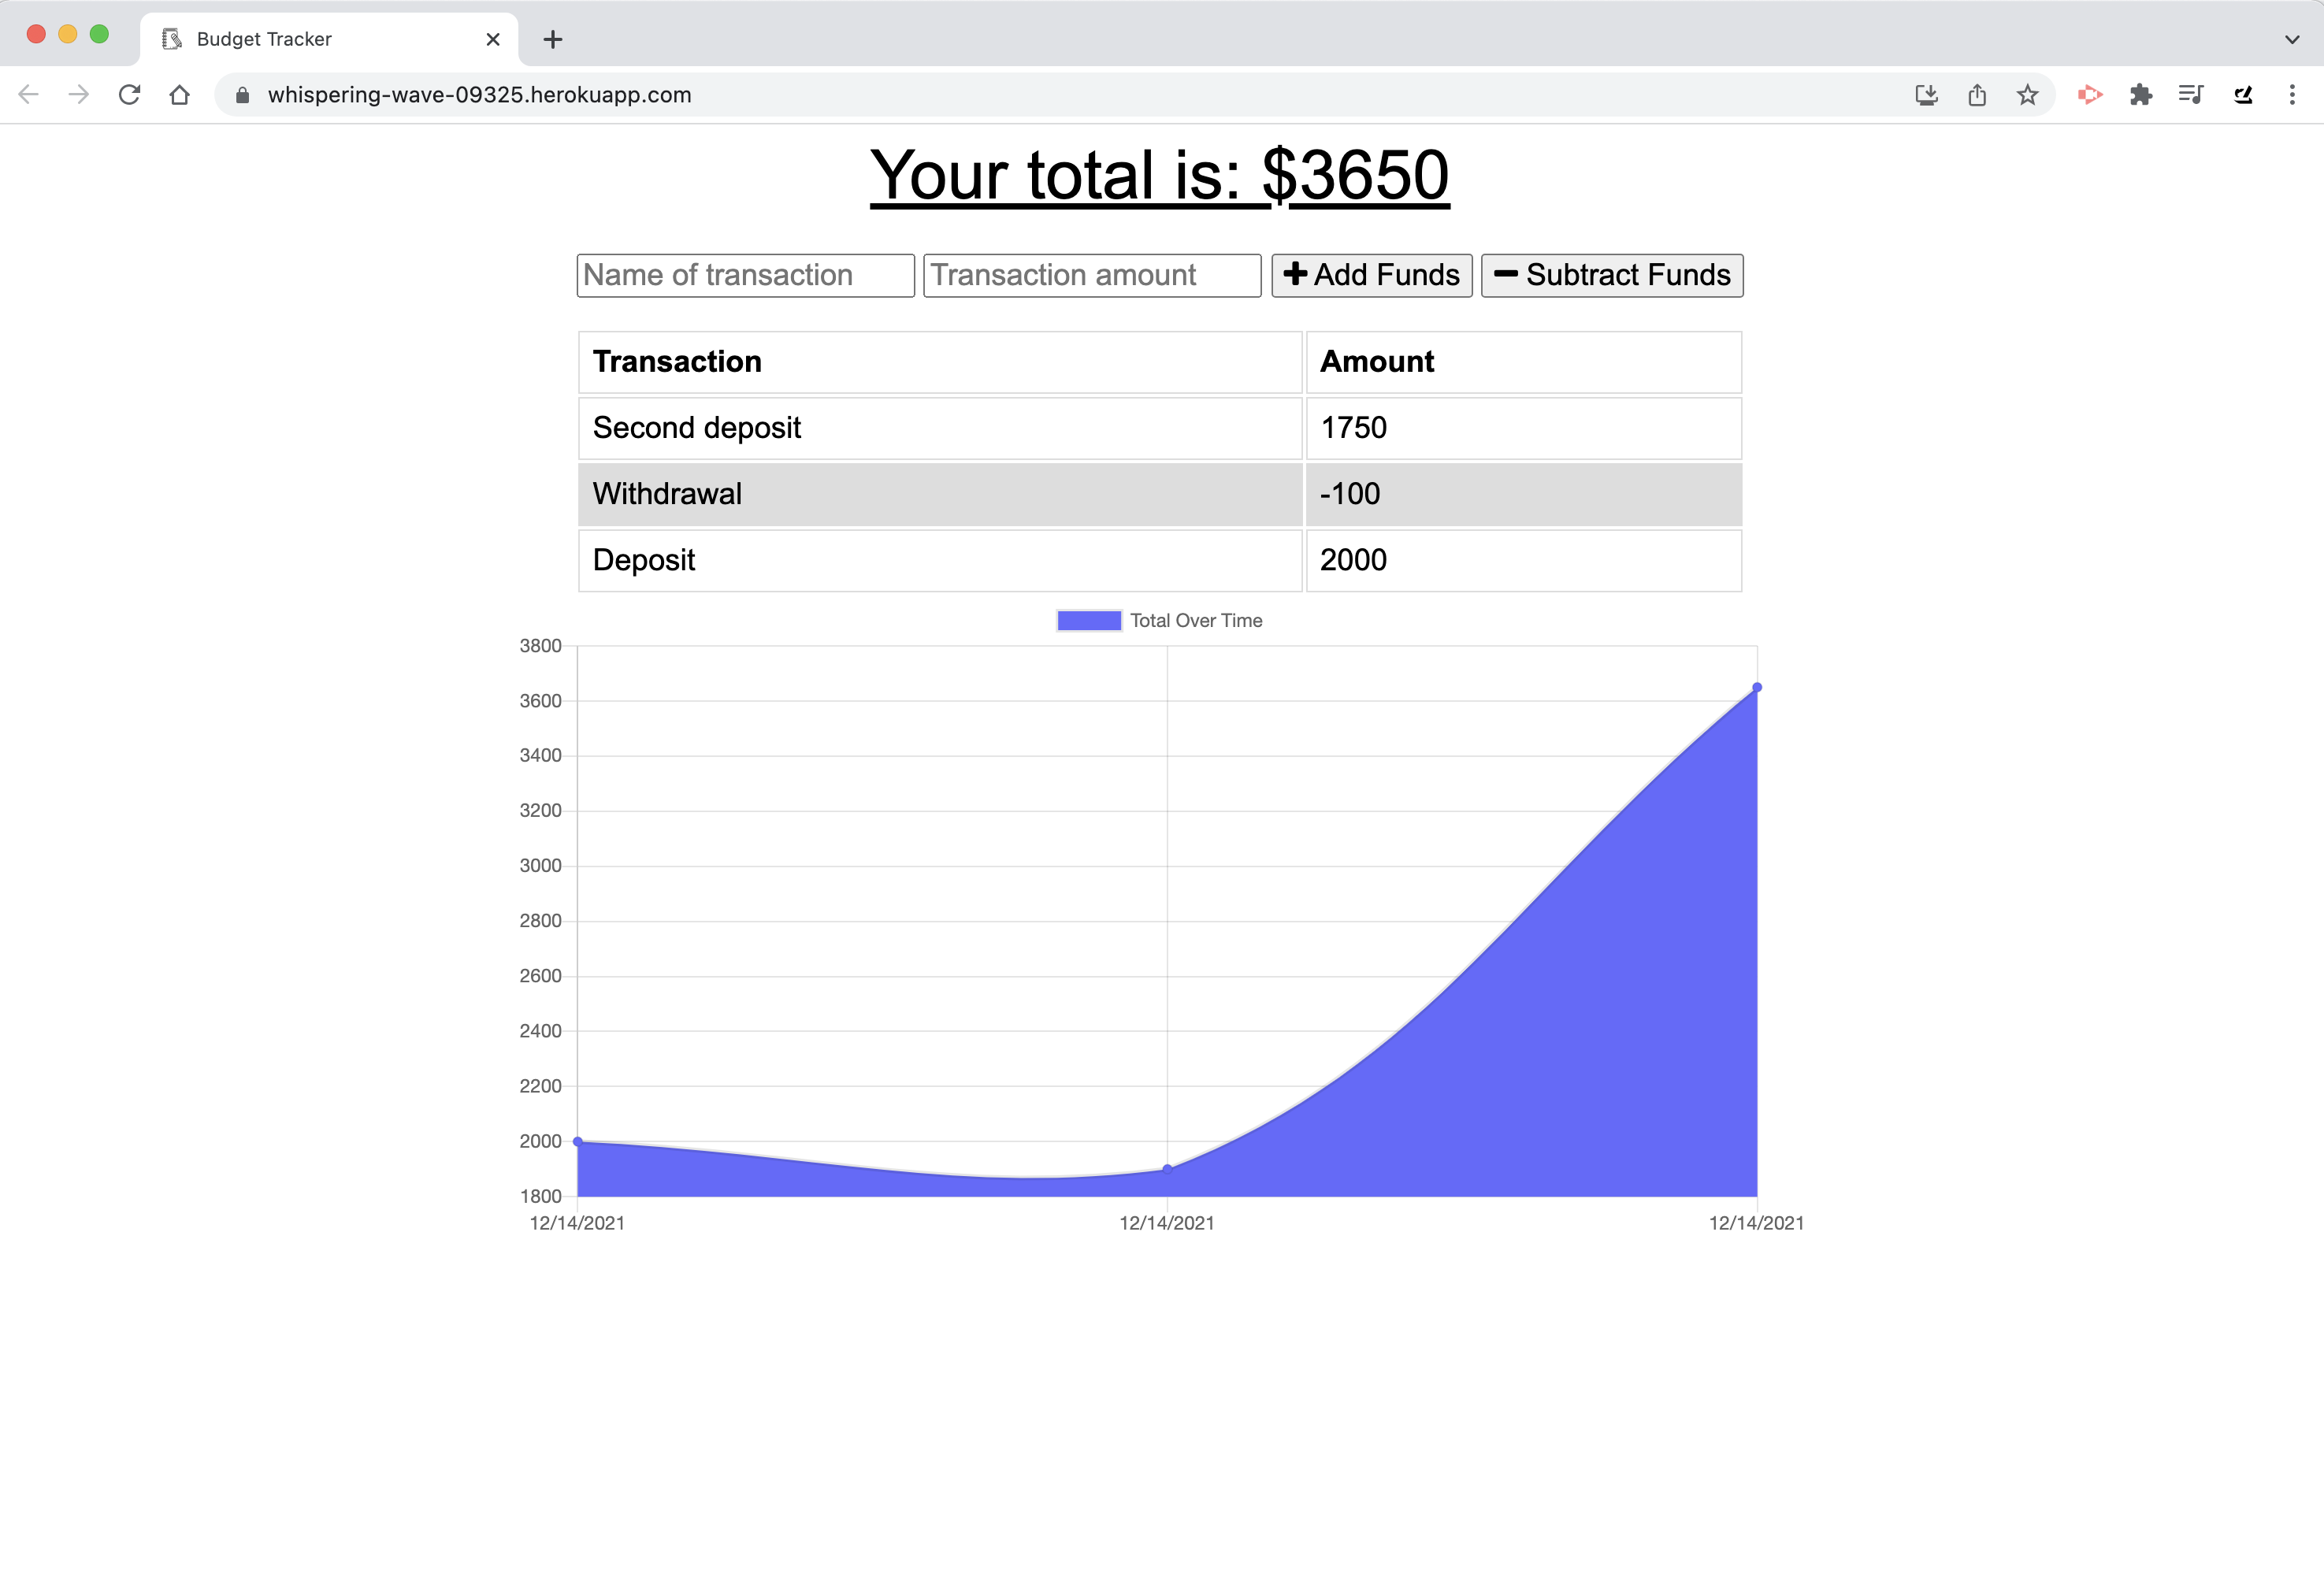 Budget Tracker
whispering-wave-09325.herokuapp.com
Your total is: $3650
Name of transaction Transaction amount Add Funds Subtract Funds
Transaction Amount
Second deposit 1750
Withdrawal -100
Deposit 2000
Total Over Time
3800
3600
3400
3200
3000
2800
2600
2400
2200
2000
1800
12/14/2021 12/14/2021 12/14/2021